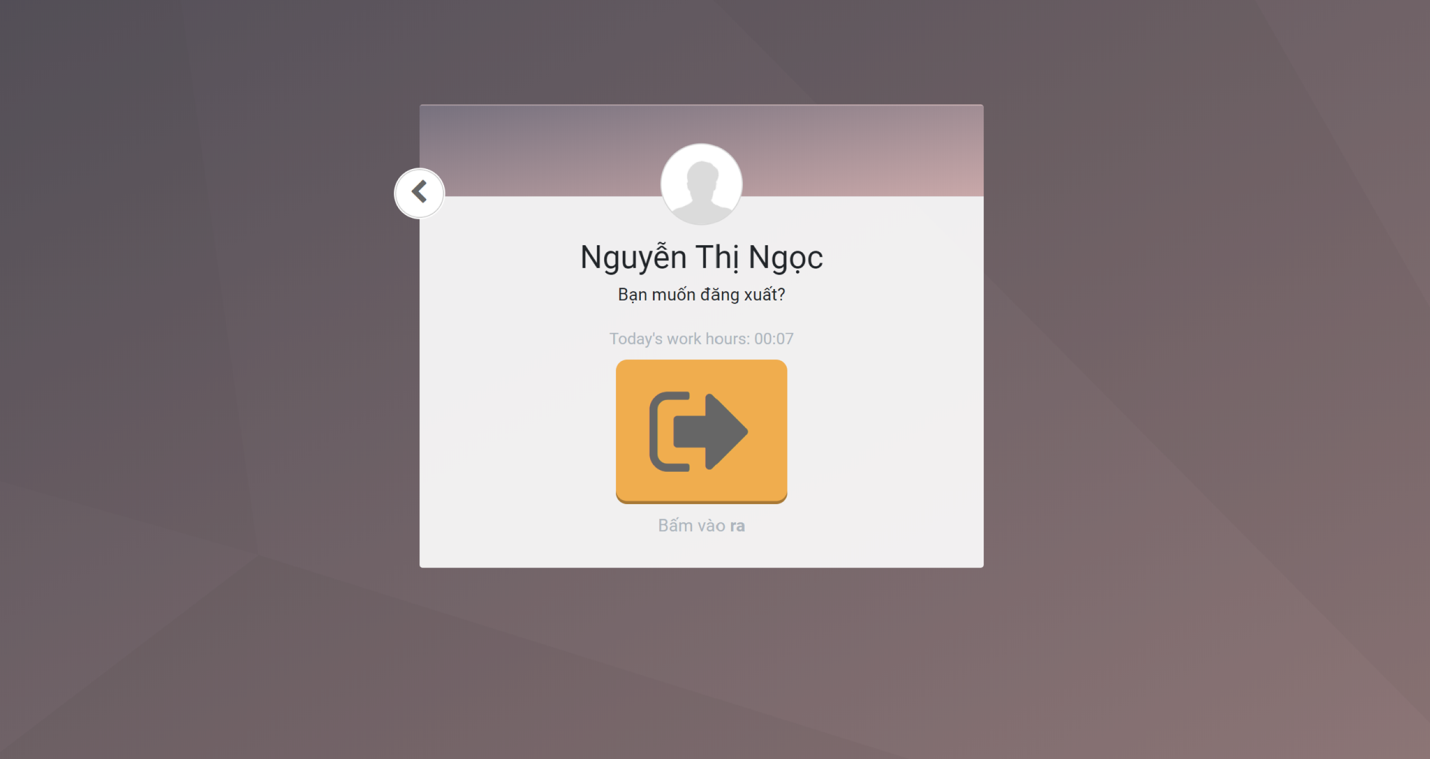 Nguyễn Thị Ngọc
Bạn muốn đăng xuất?
Today's work hours: 00:07
Bấm vào ra